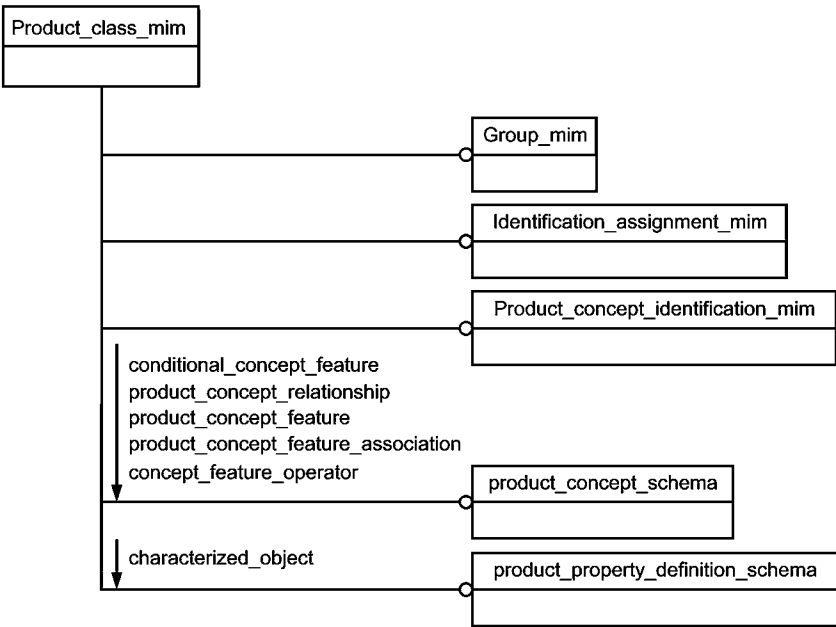 Product_class_mim
Group_mim
Identification_assignment_mim
Product_concept_identification_mim
conditional_concept_feature
product_concept_relationship
product_concept_feature
product_concept_feature_association
concept_feature_operator
product_concept_schema
characterized_object
product_property_definition_schema